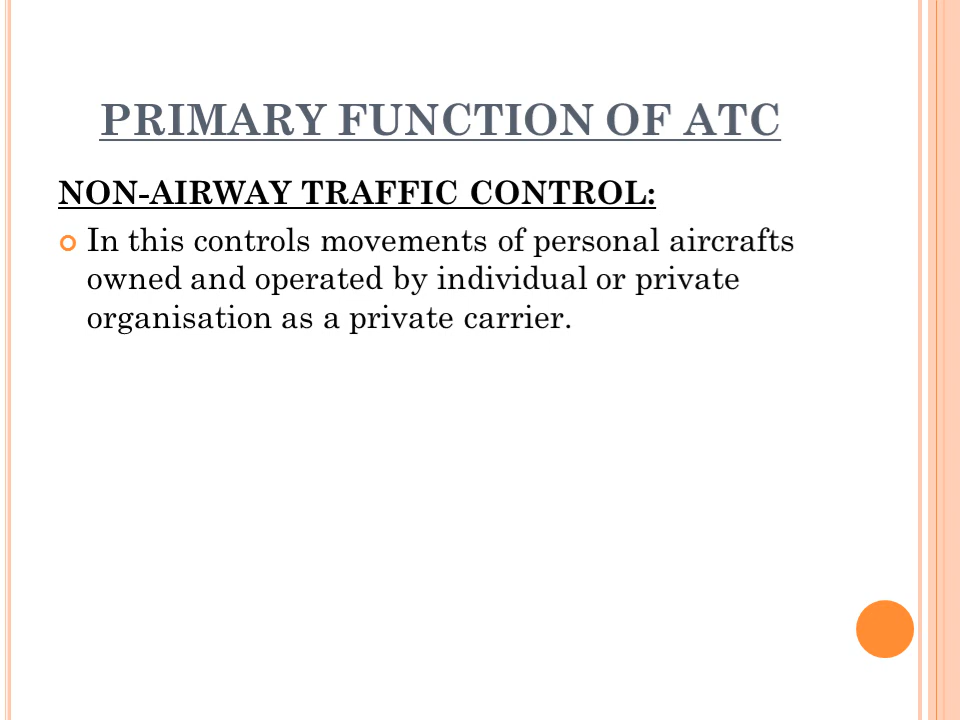 PRIMARY FUNCTION OF ATC
NON-AIRWAY TRAFFIC CONTROL:
In this controls movements of personal aircrafts
owned and operated by individual or private
organisation as a private carrier.